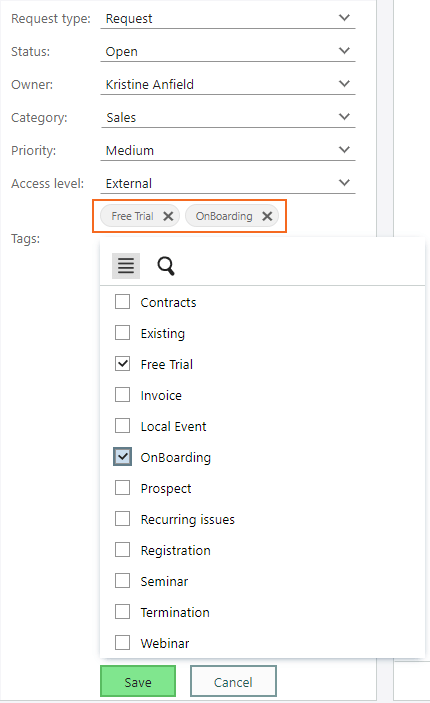 Request type: Request
Status: Open
Owner: Kristine Anfield
Category: Sales
Priority: Medium
Access level: External
Free Trial OnBoarding
Tags:
Contracts
Existing
Free Trial
Invoice
Local Event
OnBoarding
Prospect
Recurring issues
Registration
Seminar
Termination
Webinar
Save Cancel